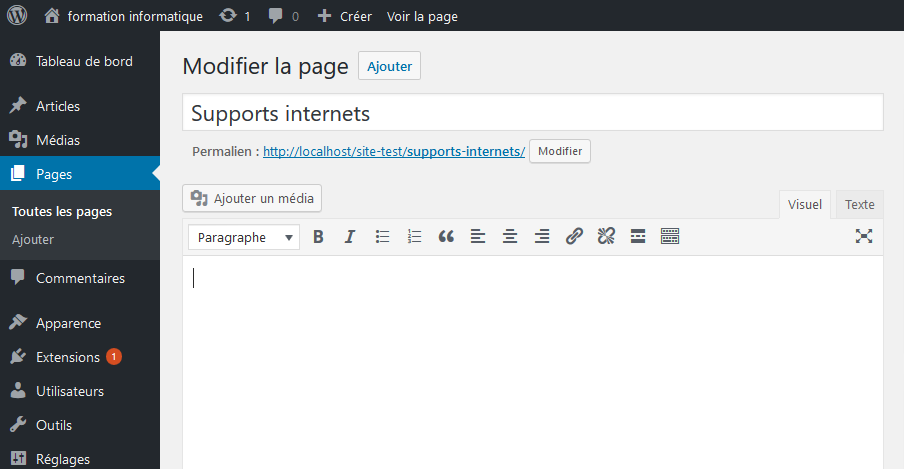 formation informatique 1 0 Créer Voir la page
Tableau de bord
Articles
Médias
Pages
Toutes les pages
Ajouter
Commentaires
Apparence
Extensions 1
Utilisateurs
Outils
Réglages
Modifier la page Ajouter
Supports internets
Permalien : http://localhost/site-test/supports-internets/ Modifier
Ajouter un média
Visuel Texte
Paragraphe B I